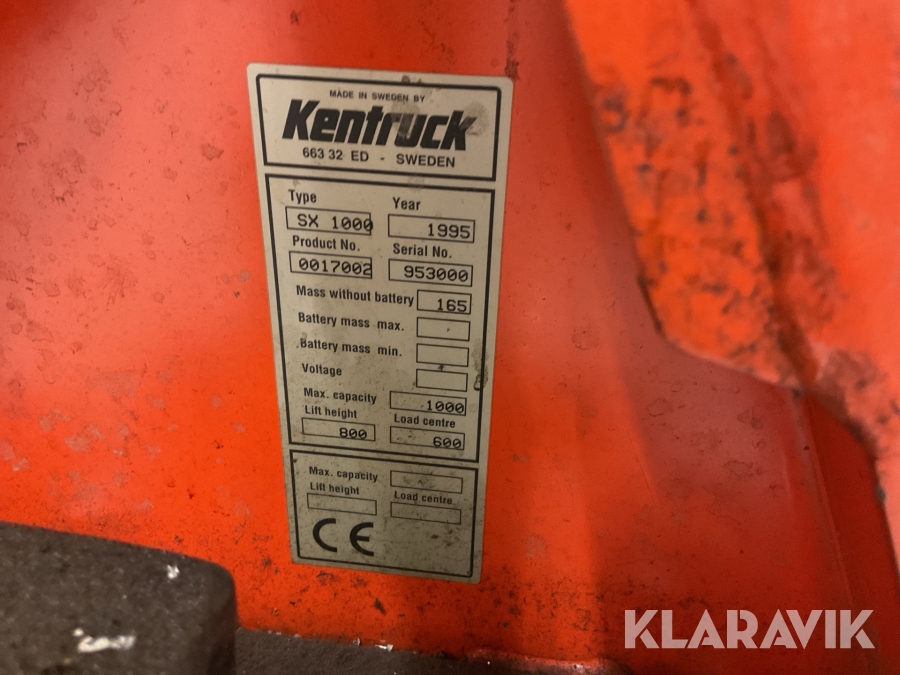 MADE IN SWEDEN BY
Kentruck
663 32 ED - SWEDEN
Type
Year
SX 1000
1995
Product No.
Serial No.
0017002
953000
Mass without battery 165
Battery mass max.
Battery mass min.
Voltage
Max. capacity 1000
Lift height
Load centre
800
600
Max. capacity
Lift height
Load centre
CE
KLARAVIK